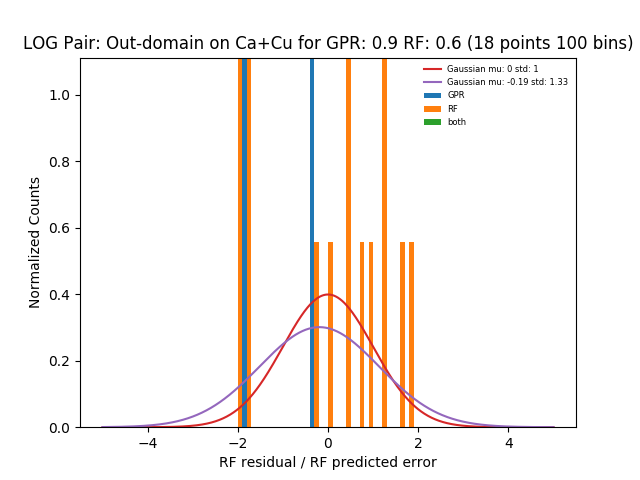 LOG Pair: Out-domain on Ca+Cu for GPR: 0.9 RF: 0.6 (18 points 100 bins)
Gaussian mu: 0 std: 1
Gaussian mu: -0.19 std: 1.33
GPR
RF
both
Normalized Counts
1.0
0.8
0.6
0.4
0.2
0.0
−4
−2
0
2
4
RF residual / RF predicted error